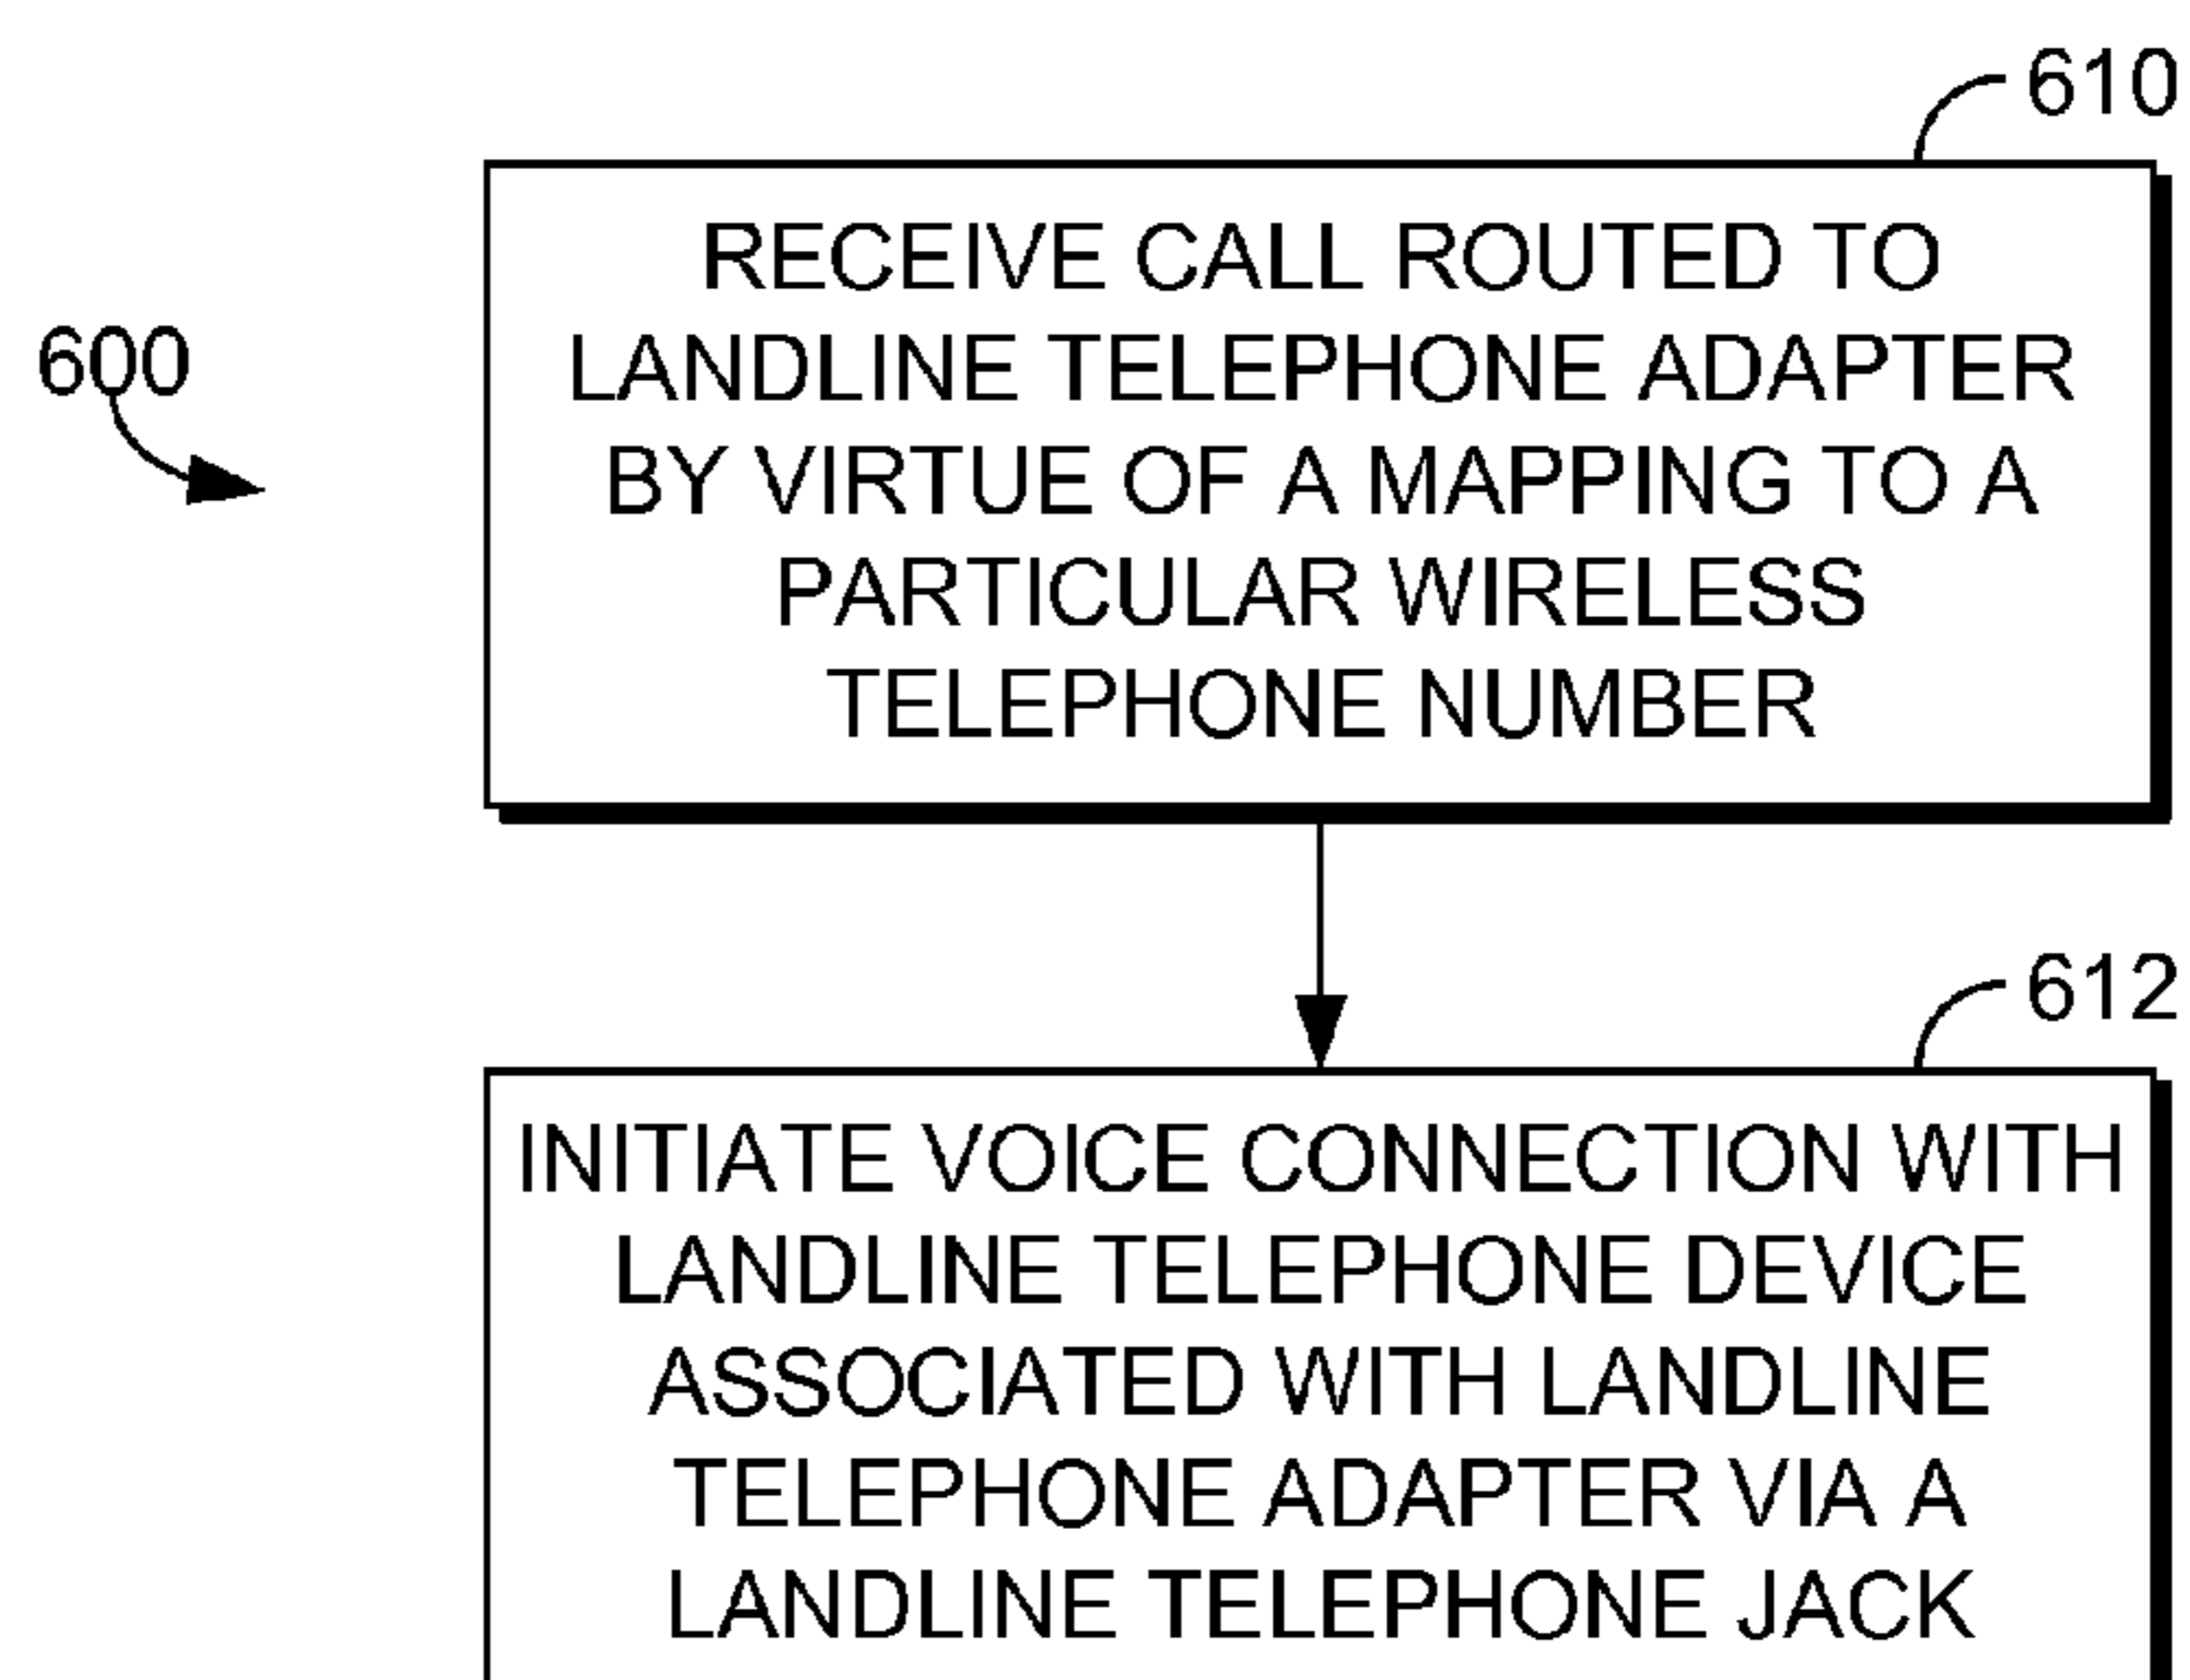 610
RECEIVE CALL ROUTED TO
LANDLINE TELEPHONE ADAPTER
BY VIRTUE OF A MAPPING TO A
PARTICULAR WIRELESS
TELEPHONE NUMBER
600
612
INITIATE VOICE CONNECTION WITH
LANDLINE TELEPHONE DEVICE
ASSOCIATED WITH LANDLINE
TELEPHONE ADAPTER VIA A
LANDLINE TELEPHONE JACK